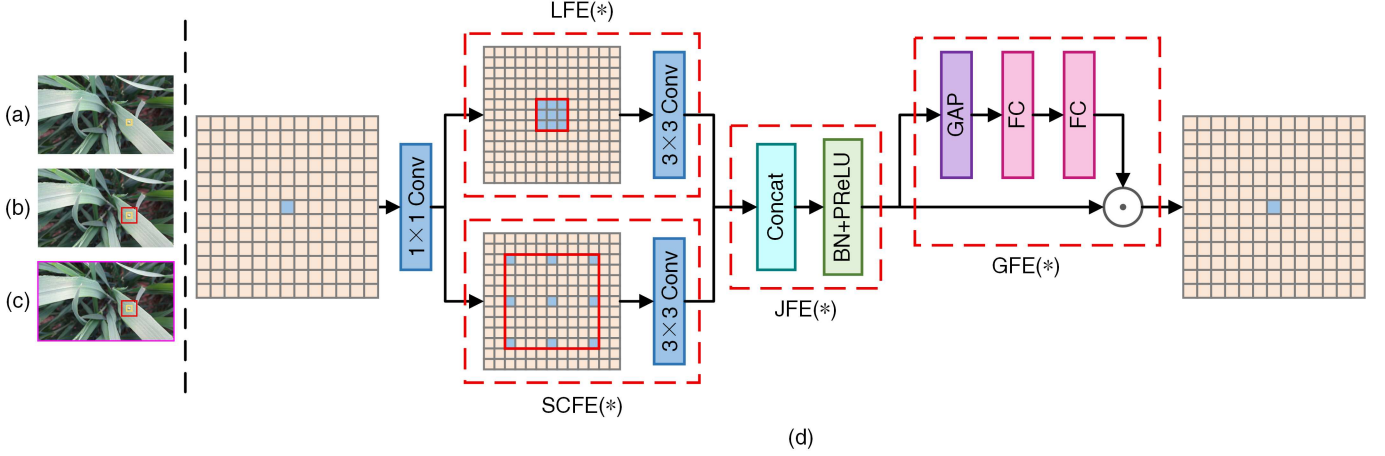 LFE(*)
(a)
(b)
(c)
1×1 Conv
3×3 Conv
3×3 Conv
SCFE(*)
Concat
BN+PReLU
JFE(*)
GAP
FC
FC
GFE(*)
(d)